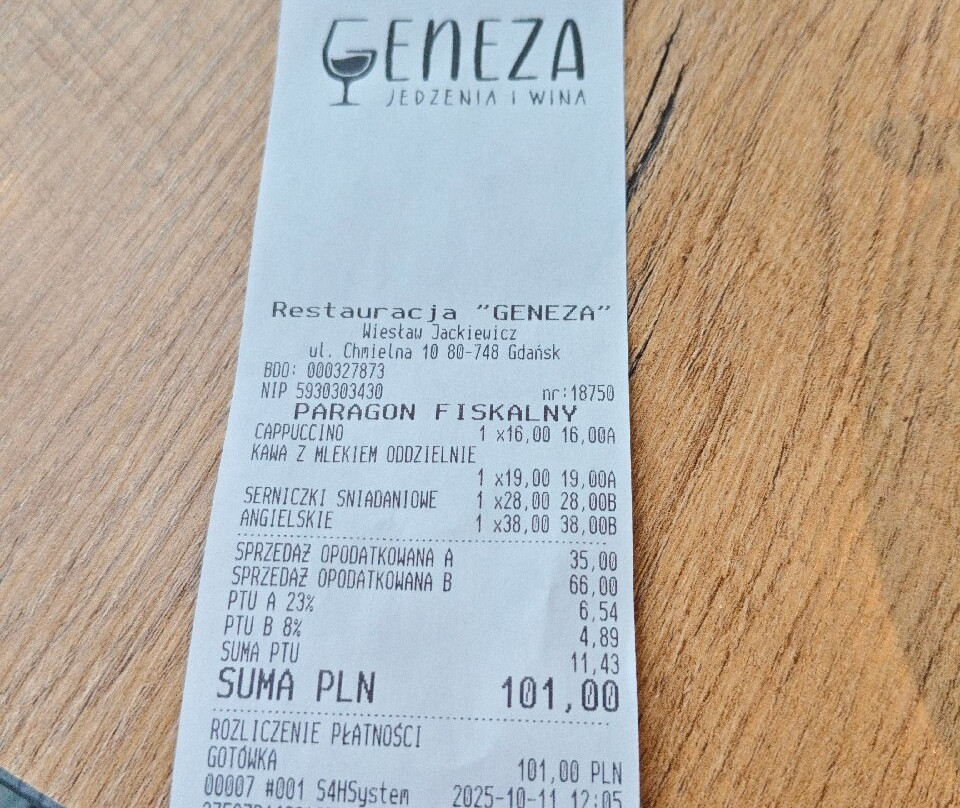 GENEZA
JEDZENIA I WINA
Restauracja "GENEZA"
Wiesław Jackiewicz
ul. Chmielna 10 80-748 Gdańsk
BDO: 000327873
NIP 5930303430 nr:18750
PARAGON FISKALNY
CAPPUCCINO 1 x16,00 16,00A
KAWA Z MLEKIEM ODDZIELNIE
1 x19,00 19,00A
SERNICZKI SNIADANIOWE 1 x28,00 28,00B
ANGIELSKIE 1 x38,00 38,00B
SPRZEDAŻ OPODATKOWANA A 35,00
SPRZEDAŻ OPODATKOWANA B 66,00
PTU A 23% 6,54
PTU B 8% 4,89
SUMA PTU 11,43
SUMA PLN 101,00
ROZLICZENIE PŁATNOŚCI
GOTÓWKA 101,00 PLN
00007 #001 S4HSystem 2025-10-11 12:05